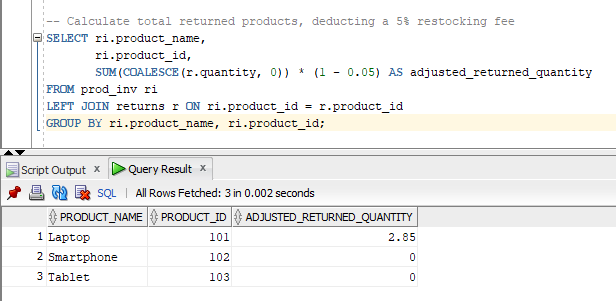 -- Calculate total returned products, deducting a 5% restocking fee
SELECT ri.product_name,
ri.product_id,
SUM(COALESCE(r.quantity, 0)) * (1 - 0.05) AS adjusted_returned_quantity
FROM prod_inv ri
LEFT JOIN returns r ON ri.product_id = r.product_id
GROUP BY ri.product_name, ri.product_id;
Script Output x Query Result x
SQL | All Rows Fetched: 3 in 0.002 seconds
PRODUCT_NAME PRODUCT_ID ADJUSTED_RETURNED_QUANTITY
1 Laptop 101 2.85
2 Smartphone 102 0
3 Tablet 103 0